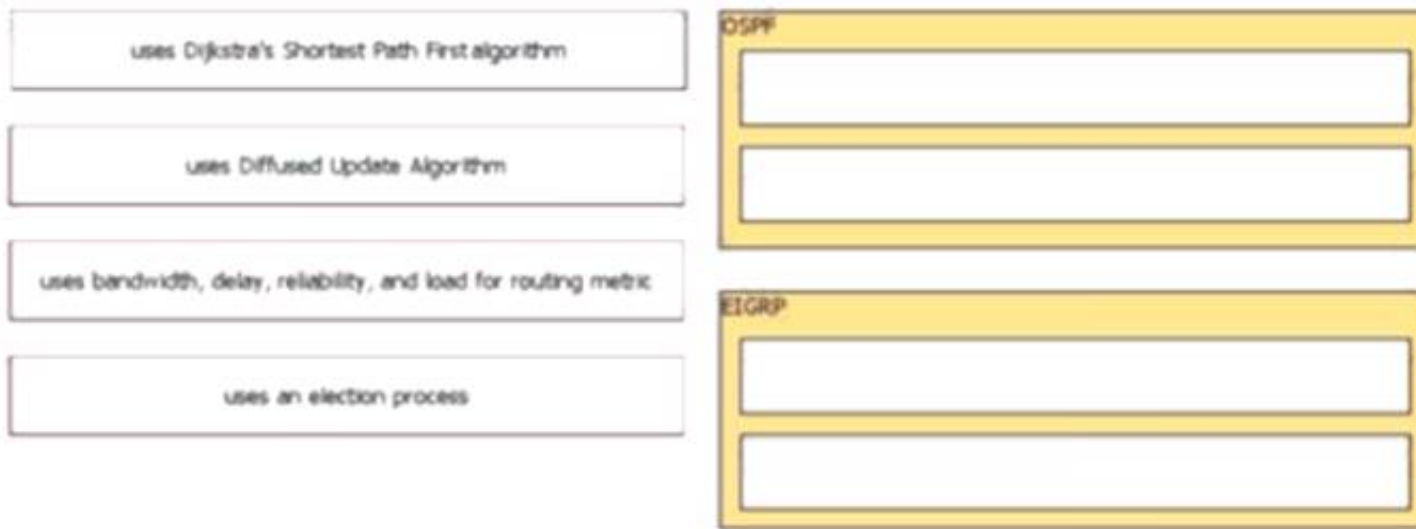 uses Dijkstra's Shortest Path First algorithm
uses Diffused Update Algorithm
uses bandwidth, delay, reliability, and load for routing metric
uses an election process
OSPF
EIGRP